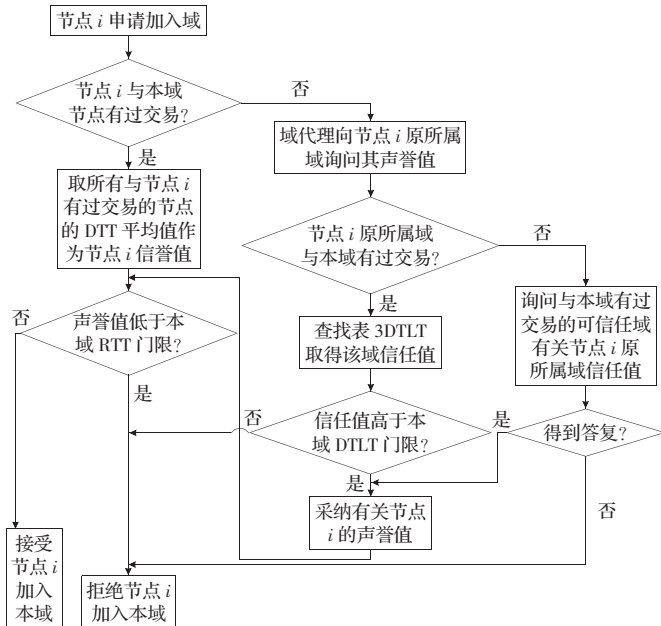 节点 i 申请加入域
节点 i 与本域
节点有过交易?
否
是
域代理向节点 i 原所属
域询问其声誉值
取所有与节点 i
有过交易的节点
的 DTT 平均值作
为节点 i 信誉值
节点 i 原所属域
与本域有过交易?
否
是
询问与本域有过
交易的可信任域
有关节点 i 原
所属域信任值
查找表 3DTLT
取得该域信任值
否
声誉值低于本
域 RTT 门限?
是
否
信任值高于本
域 DTLT 门限?
是
是
得到答复?
否
采纳有关节点
i 的声誉值
接受
节点 i
加入
本域
拒绝节点 i
加入本域